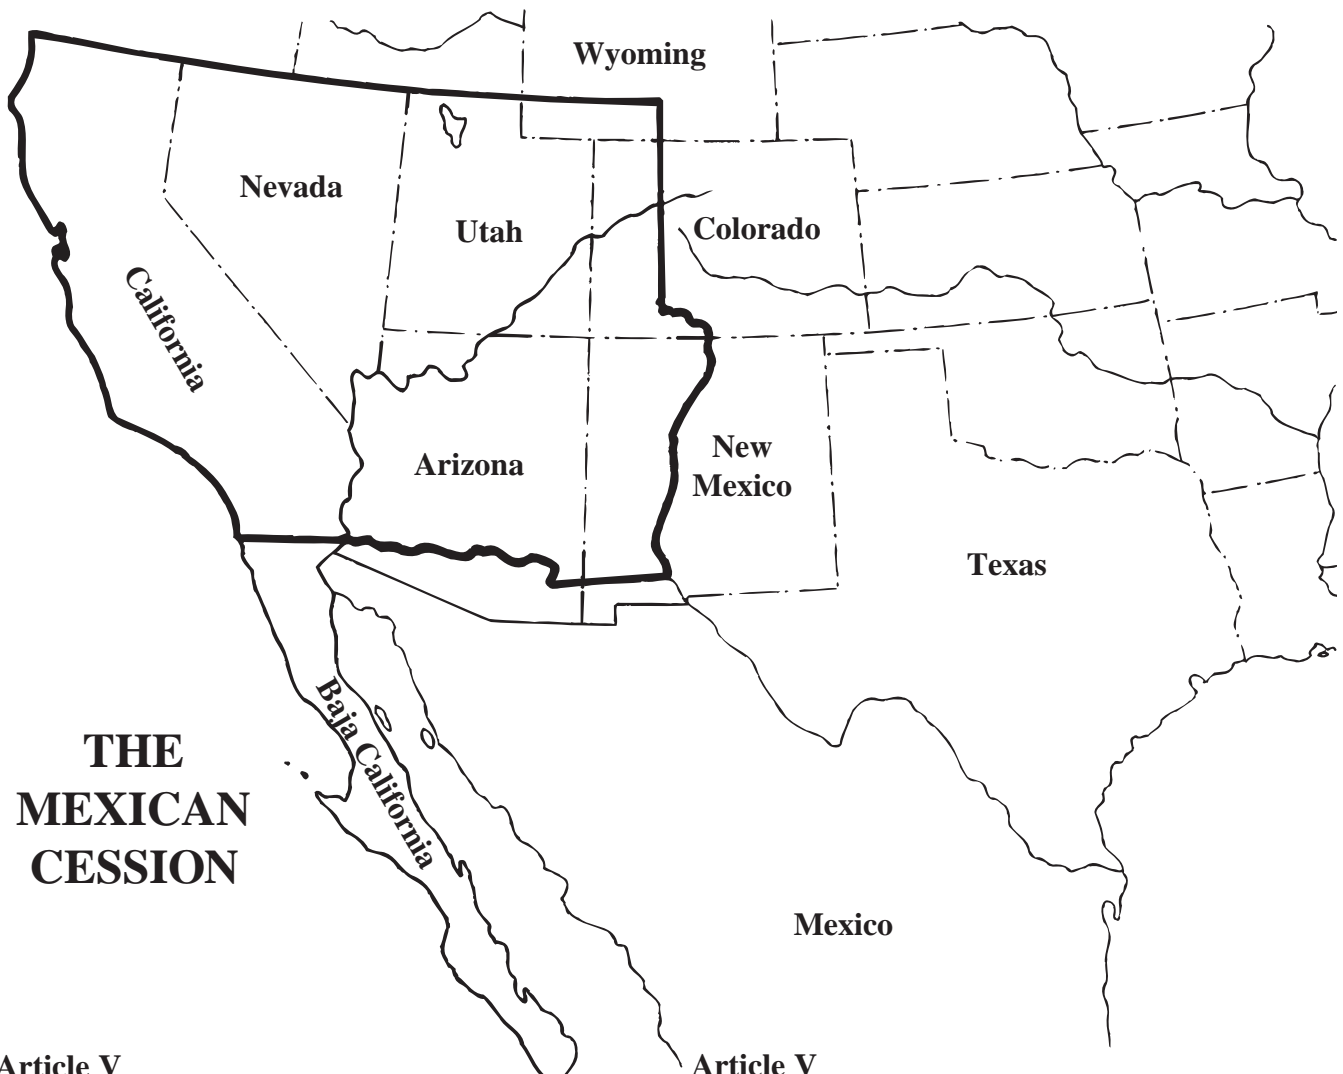 Wyoming
Nevada
Utah
Colorado
California
Arizona
New
Mexico
Texas
Baja California
THE
MEXICAN
CESSION
Mexico
Article V
Article V